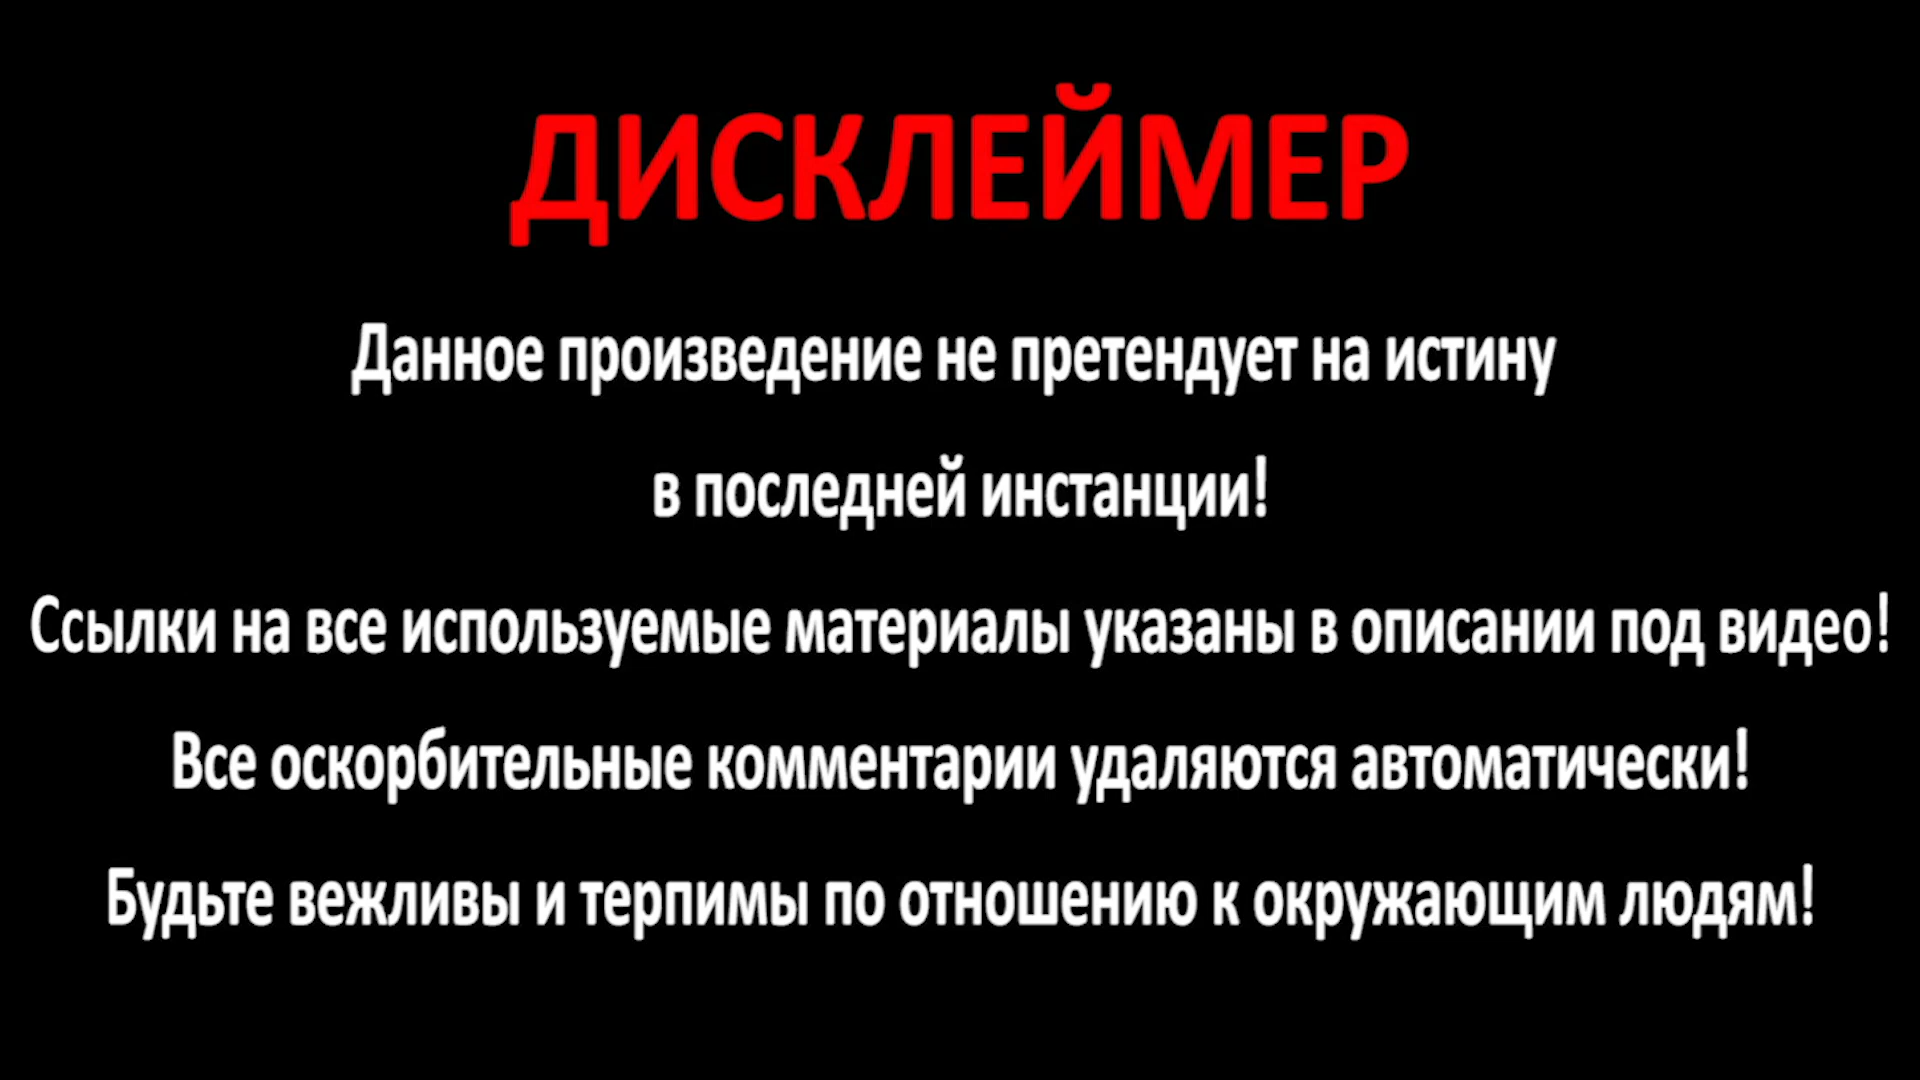 ДИСКЛЕЙМЕР
Данное произведение не претендует на истину
в последней инстанции!
Ссылки на все используемые материалы указаны в описании под видео!
Все оскорбительные комментарии удаляются автоматически!
Будьте вежливы и терпимы по отношению к окружающим людям!